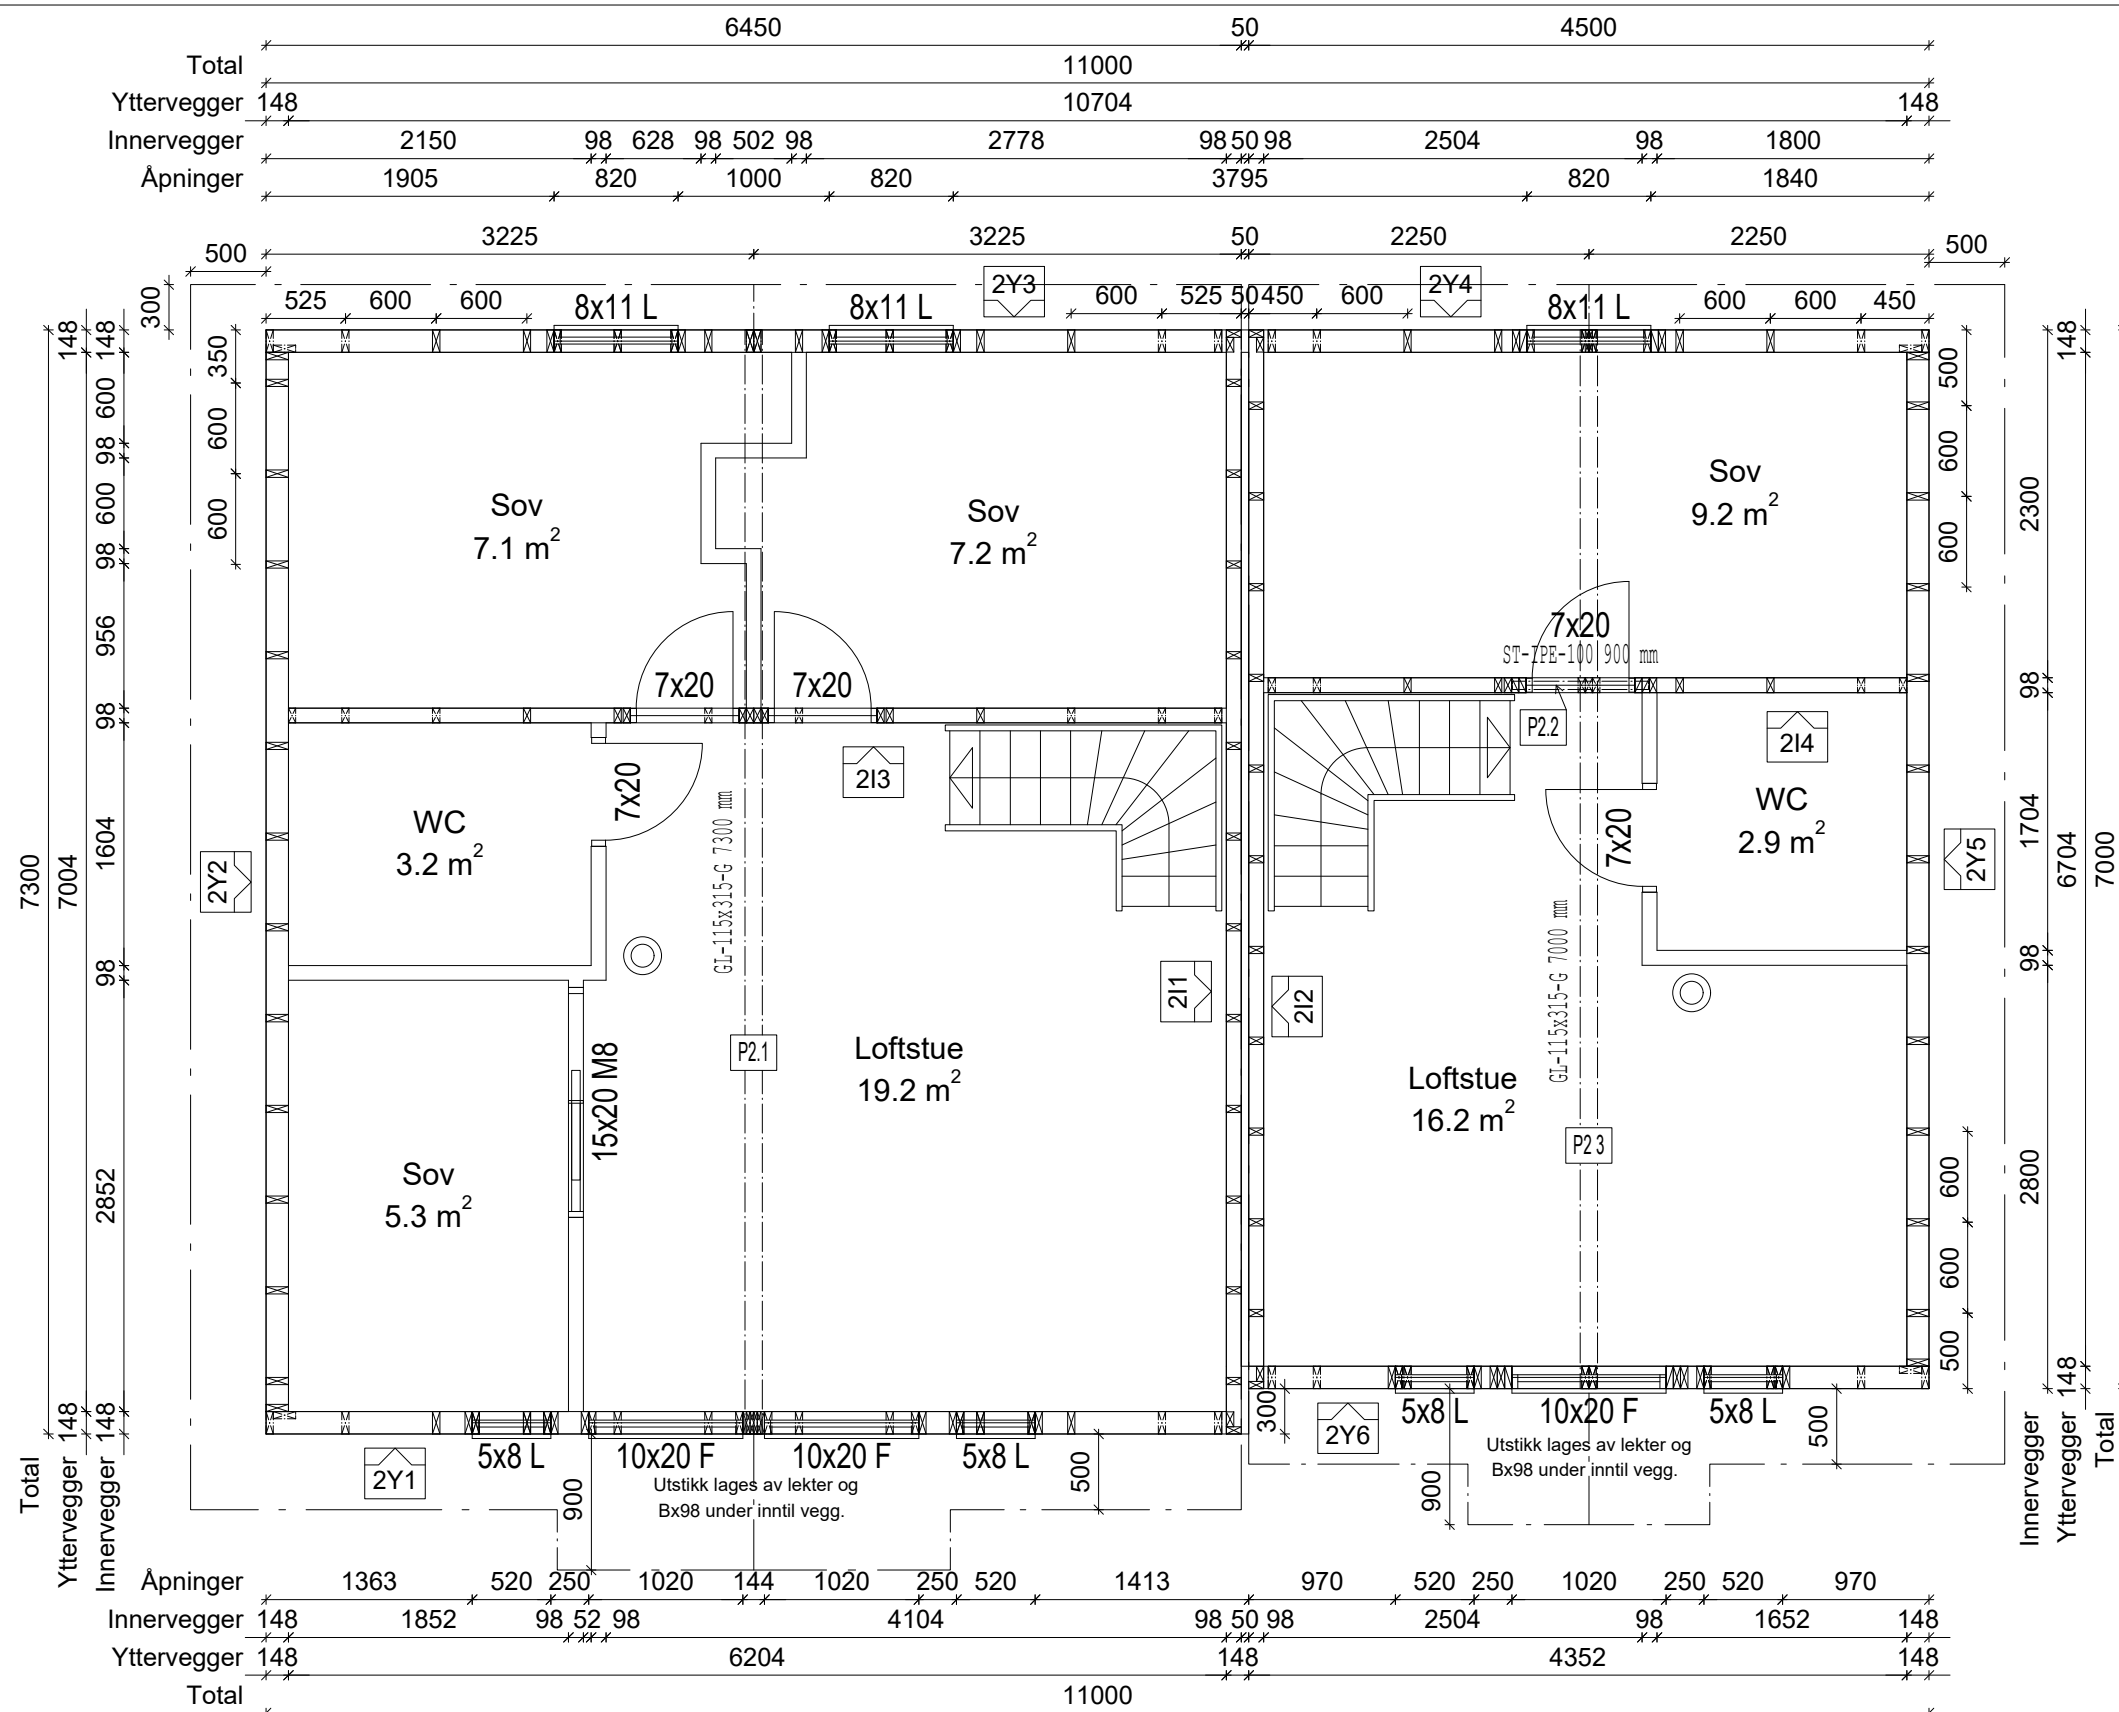 6450 50 4500
Total 11000
Yttervegger 148 10704 148
Innervegger 2150 98 628 98 502 98 2778 98 50 98 2504 98 1800
Åpninger 1905 820 1000 820 3795 820 1840
3225 3225 50 2250 2250
500 500
300
525 600 600 8x11 L 8x11 L 2Y3 600 525 50 450 600 2Y4 8x11 L 600 600 450
148 148 350 600 600
600 98 600 98 956 98 1604 98 2852 148
7300 7004 148
Total Yttervegger Innervegger
500 600 600
2300 98 1704 98 2800
148 6704 148
7000
600 600 500
Innervegger Yttervegger Total
Sov
7.1 m²
Sov
7.2 m²
Sov
9.2 m²
7x20
ST-IPE-100 900 mm
7x20 7x20
P2.2
2I3
2I4
WC
3.2 m²
7x20
GL-115x315-G 7300 mm
7x20
WC
2.9 m²
2Y2
2Y5
2I1
2I2
GL-115x315-G 7000 mm
P2.1
Loftstue
19.2 m²
Loftstue
16.2 m²
15x20 M8
P2 3
Sov
5.3 m²
300
5x8 L 10x20 F 5x8 L
2Y6
500
Utstikk lages av lekter og
Bx98 under inntil vegg.
900
2Y1
5x8 L 10x20 F 10x20 F 5x8 L
Utstikk lages av lekter og
Bx98 under inntil vegg.
900
500
Åpninger 1363 520 250 1020 144 1020 250 520 1413 970 520 250 1020 250 520 970
Innervegger 148 1852 98 52 98 4104 98 50 98 2504 98 1652 148
Yttervegger 148 6204 148 4352 148
Total 11000